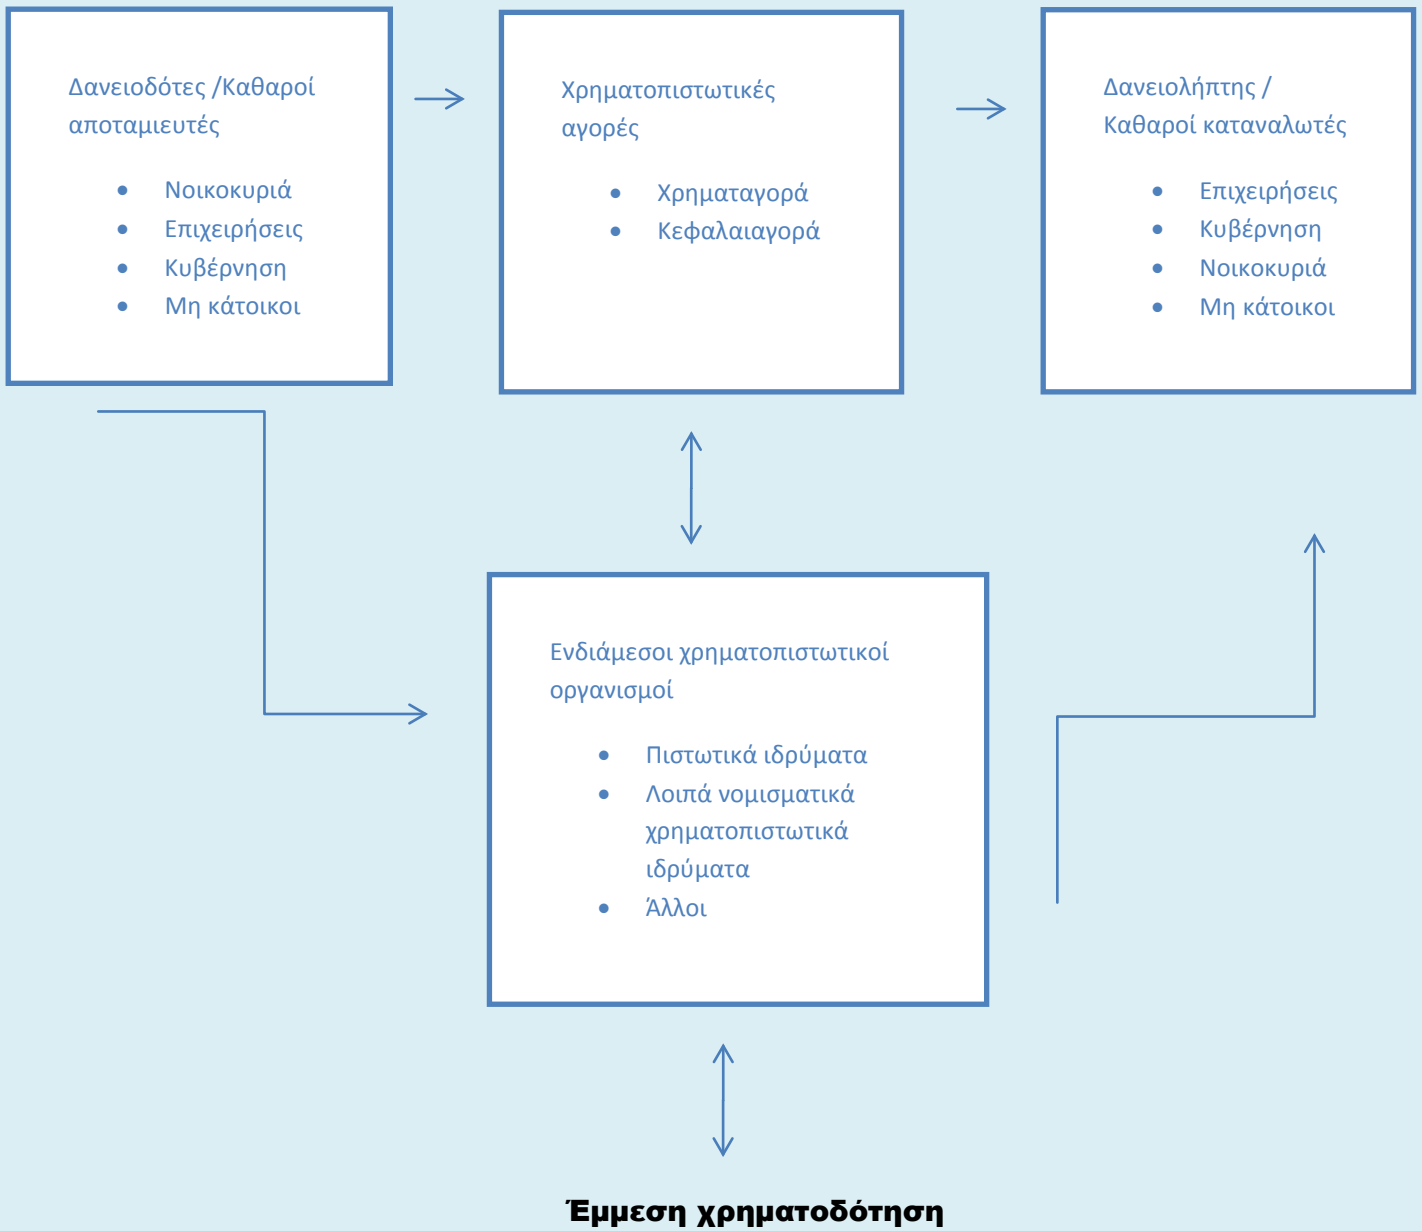 Δανειοδότες /Καθαροί
αποταμιευτές
• Νοικοκυριά
• Επιχειρήσεις
• Κυβέρνηση
• Μη κάτοικοι
Χρηματοπιστωτικές
αγορές
• Χρηματαγορά
• Κεφαλαιαγορά
Δανειολήπτης /
Καθαροί καταναλωτές
• Επιχειρήσεις
• Κυβέρνηση
• Νοικοκυριά
• Μη κάτοικοι
Ενδιάμεσοι χρηματοπιστωτικοί
οργανισμοί
• Πιστωτικά ιδρύματα
• Λοιπά νομισματικά
χρηματοπιστωτικά
ιδρύματα
• Άλλοι
Έμμεση χρηματοδότηση